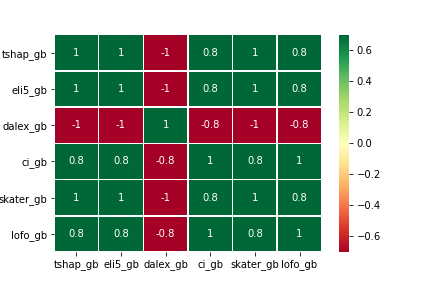 tshap_gb 1 1 -1 0.8 1 0.8
eli5_gb 1 1 -1 0.8 1 0.8
dalex_gb -1 -1 1 -0.8 -1 -0.8
ci_gb 0.8 0.8 -0.8 1 0.8 1
skater_gb 1 1 -1 0.8 1 0.8
lofo_gb 0.8 0.8 -0.8 1 0.8 1
tshap_gb eli5_gb dalex_gb ci_gb skater_gb lofo_gb
0.6
0.4
0.2
0.0
−0.2
−0.4
−0.6